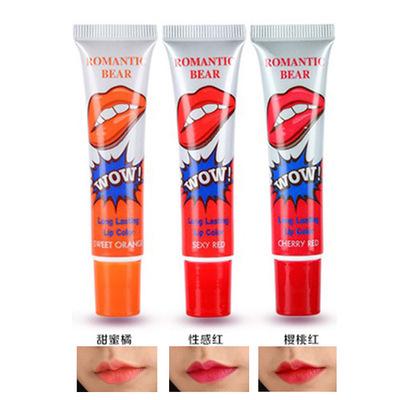 ROMANTIC
BEAR
WOW!
Long Lasting
Lip Color
SWEET ORANGE
ROMANTIC
BEAR
WOW!
Long Lasting
Lip Color
SEXY RED
ROMANTIC
BEAR
WOW!
Long Lasting
Lip Color
CHERRY RED
甜蜜橘
性感红
樱桃红